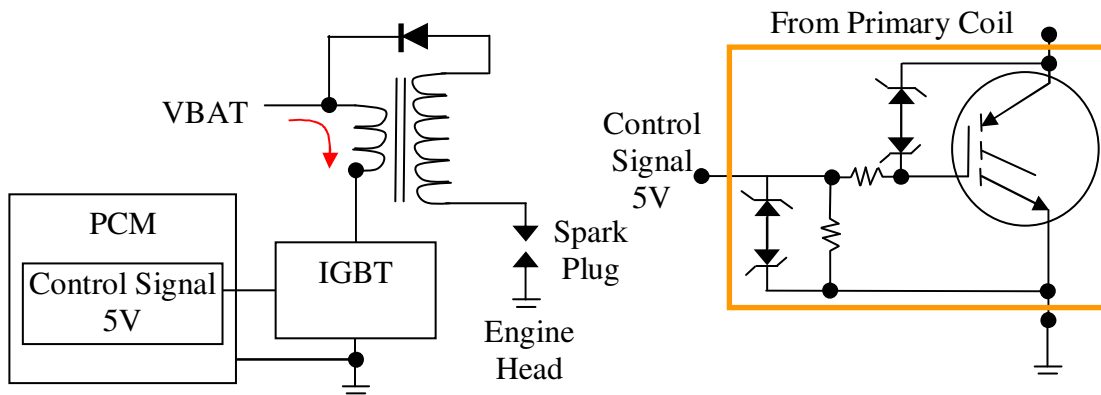 From Primary Coil
VBAT
Control
Signal
5V
PCM
Control Signal
5V
IGBT
Spark
Plug
Engine
Head